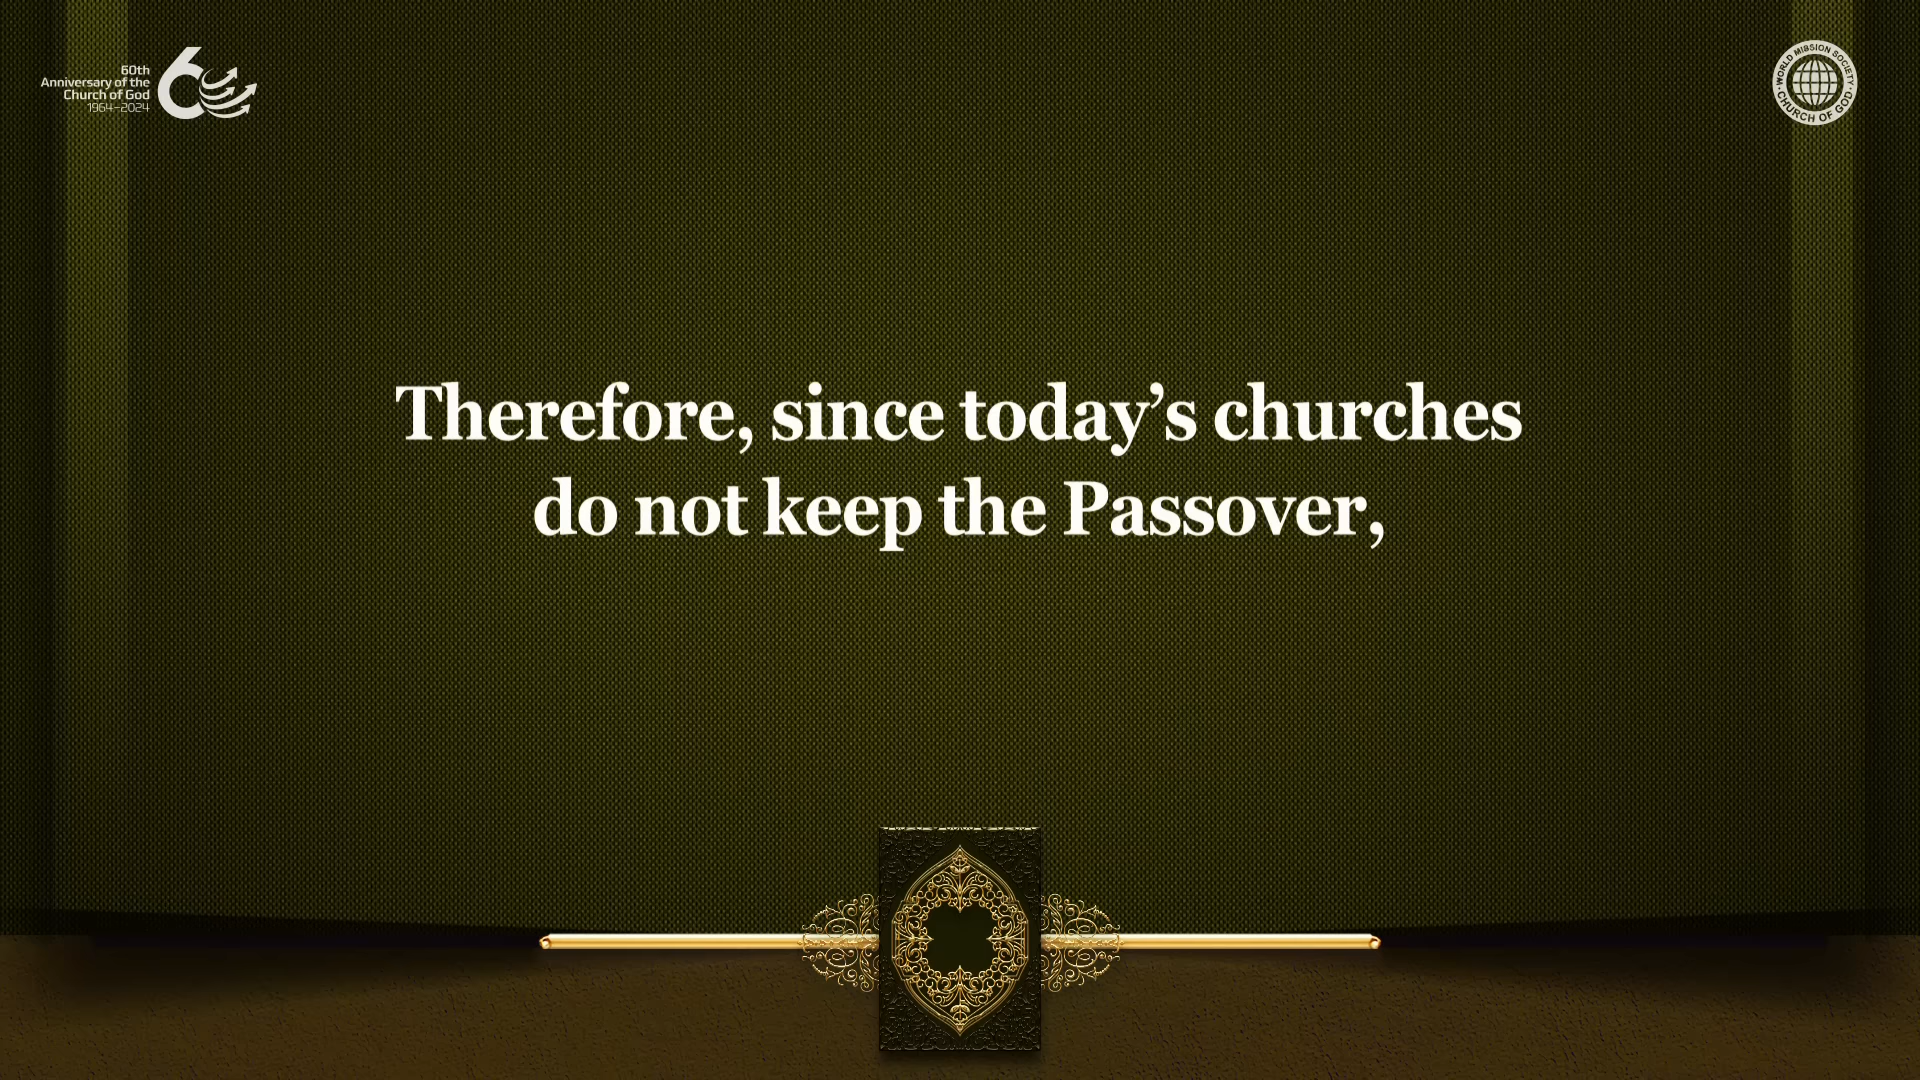 60th
Anniversary of the
Church of God
1964–2024
60
WORLD MISSION SOCIETY
CHURCH OF GOD
Therefore, since today’s churches
do not keep the Passover,